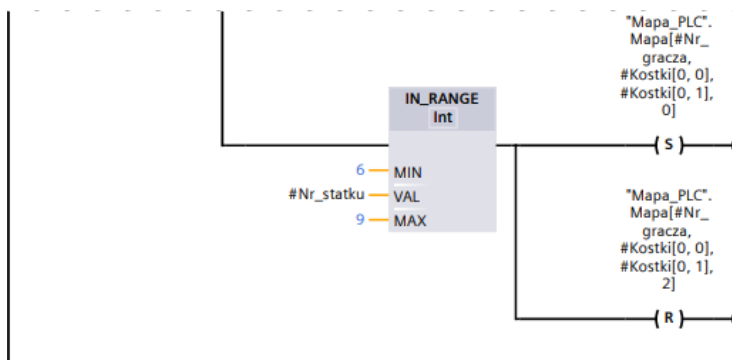 "Mapa_PLC".
Mapa[#Nr_
gracza,
#Kostki[0, 0],
#Kostki[0, 1],
0]
IN_RANGE
Int
S
6
MIN
#Nr_statku
VAL
9
MAX
"Mapa_PLC".
Mapa[#Nr_
gracza,
#Kostki[0, 0],
#Kostki[0, 1],
2]
R